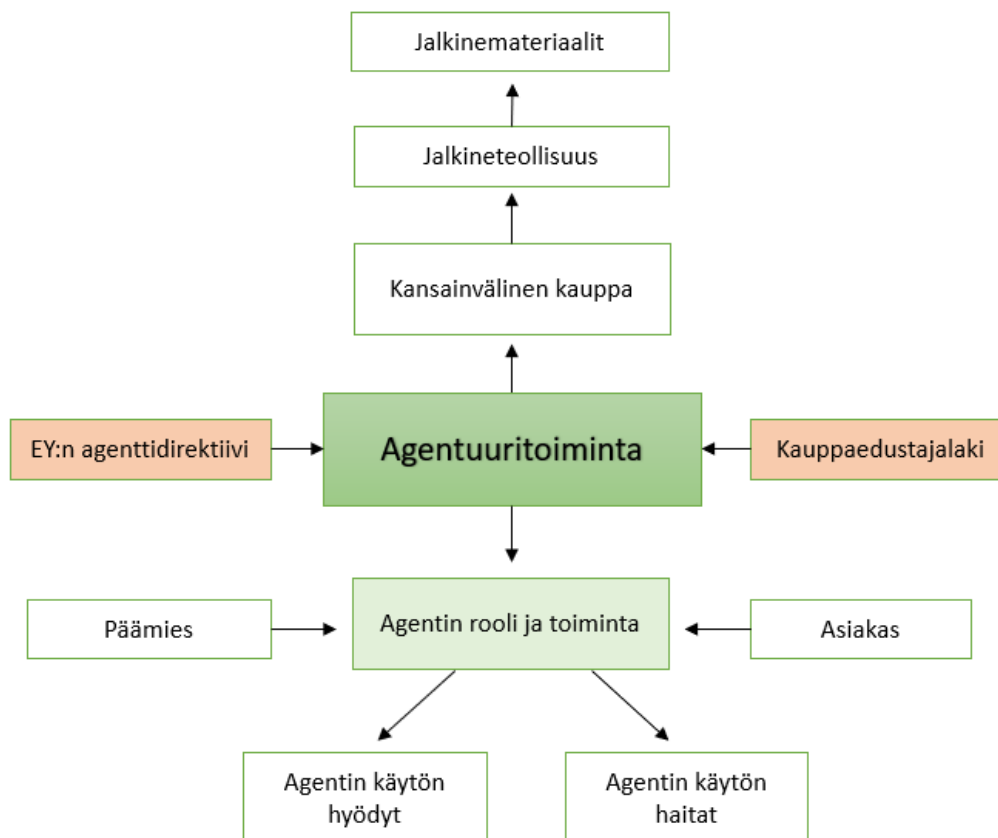 Jalkinemateriaalit
Jalkineteollisuus
Kansainvälinen kauppa
EY:n agenttidirektiivi
Agentuuritoiminta
Kauppaedustajalaki
Päämies
Agentin rooli ja toiminta
Asiakas
Agentin käytön
hyödyt
Agentin käytön
haitat